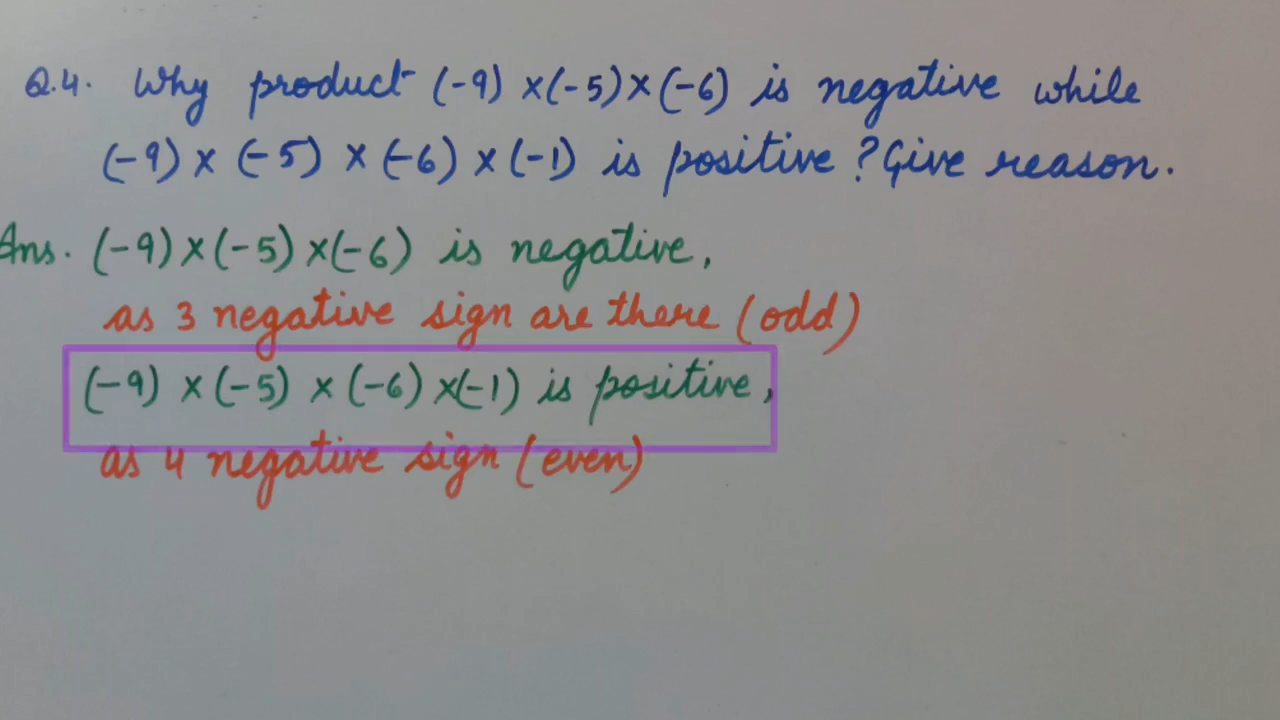 Q.4. Why product (-9) ×(-5)×(-6) is negative while
(-9) × (-5) × (-6) × (-1) is positive? Give reason.
Ans. (-9)×(-5)×(-6) is negative,
as 3 negative sign are there (odd)
(-9) × (-5) × (-6) ×(-1) is positive,
as 4 negative sign (even)